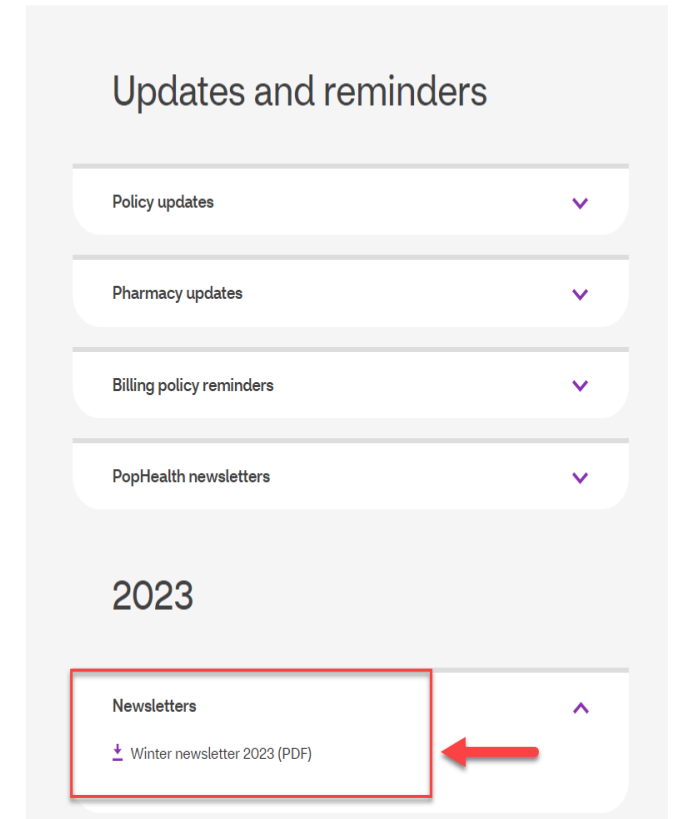 Updates and reminders
Policy updates
Pharmacy updates
Billing policy reminders
PopHealth newsletters
2023
Newsletters
Winter newsletter 2023 (PDF)